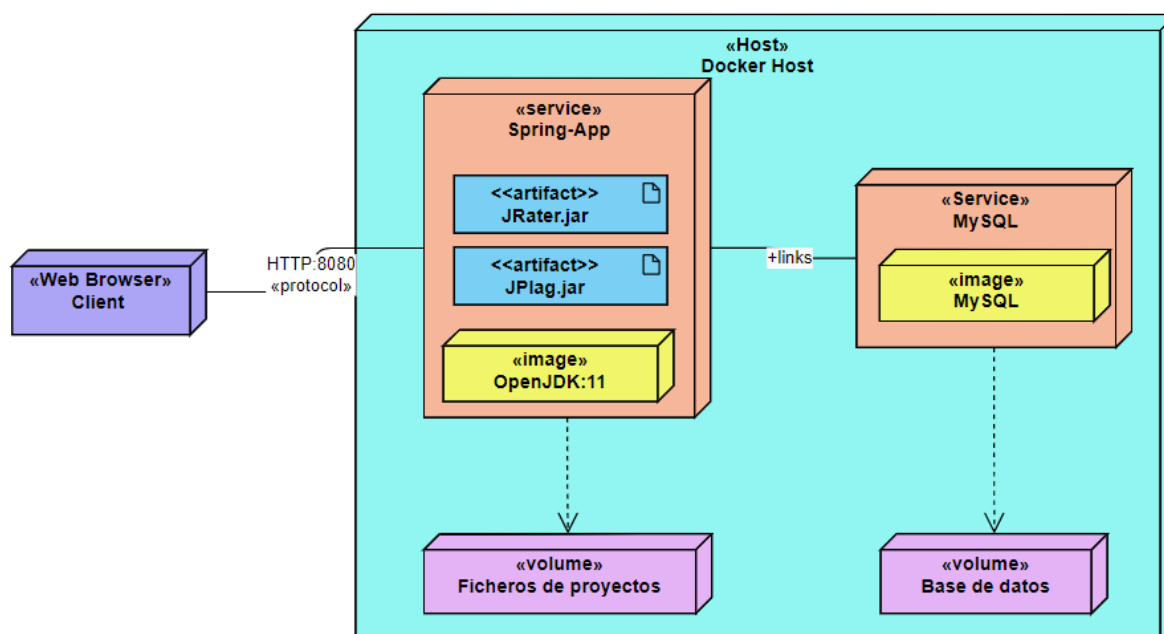 «Host»
Docker Host
«service»
Spring-App
<<artifact>>
JRater.jar
<<artifact>>
JPlag.jar
«image»
OpenJDK:11
«Web Browser»
Client
HTTP:8080
«protocol»
+links
«Service»
MySQL
«image»
MySQL
«volume»
Ficheros de proyectos
«volume»
Base de datos